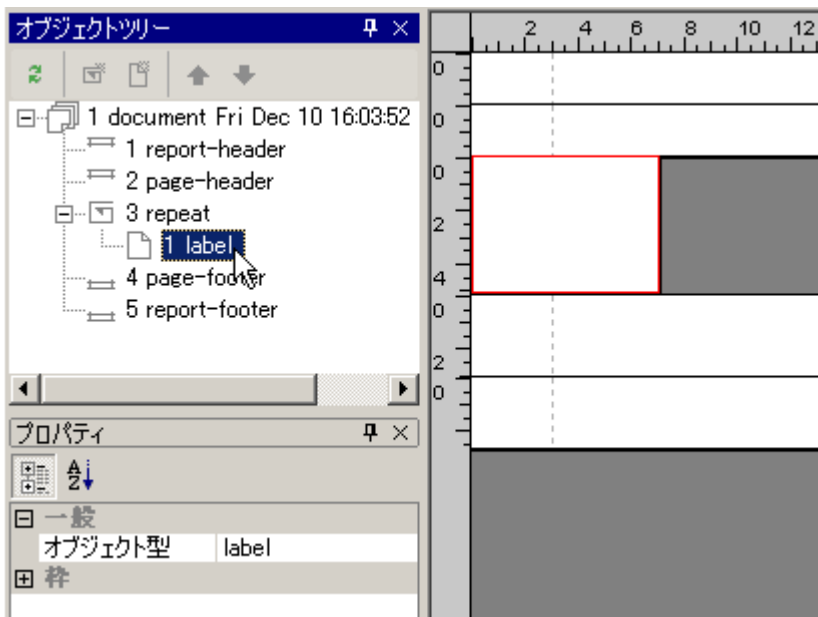 オブジェクトツリー
1 document Fri Dec 10 16:03:52
1 report-header
2 page-header
3 repeat
1 label
4 page-footer
5 report-footer
プロパティ
A
Z
一般
オブジェクト型 label
枠
2 4 6 8 10 12
0
0
0
2
4
0
2
0